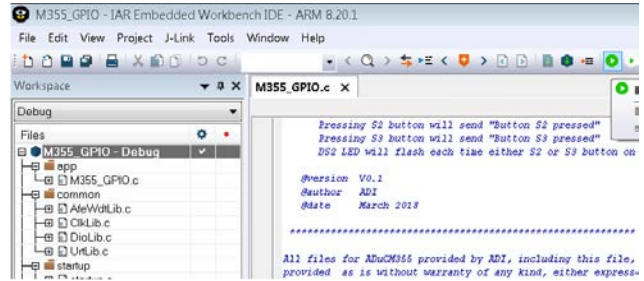 M355_GPIO - IAR Embedded Workbench IDE - ARM 8.20.1
File Edit View Project J-Link Tools Window Help
Workspace
M355_GPIO.c
Debug
Files
M355_GPIO - Debug
app
M355_GPIO.c
common
AfeWdtLib.c
ClkLib.c
DioLib.c
UrtLib.c
startup
Pressing S2 button will send "Button S2 pressed"
Pressing S3 button will send "Button S3 pressed"
DS2 LED will flash each time either S2 or S3 button on
@version V0.1
@author ADI
@date March 2018
All files for ADuCM355 provided by ADI, including this file,
provided as is without warranty of any kind, either express